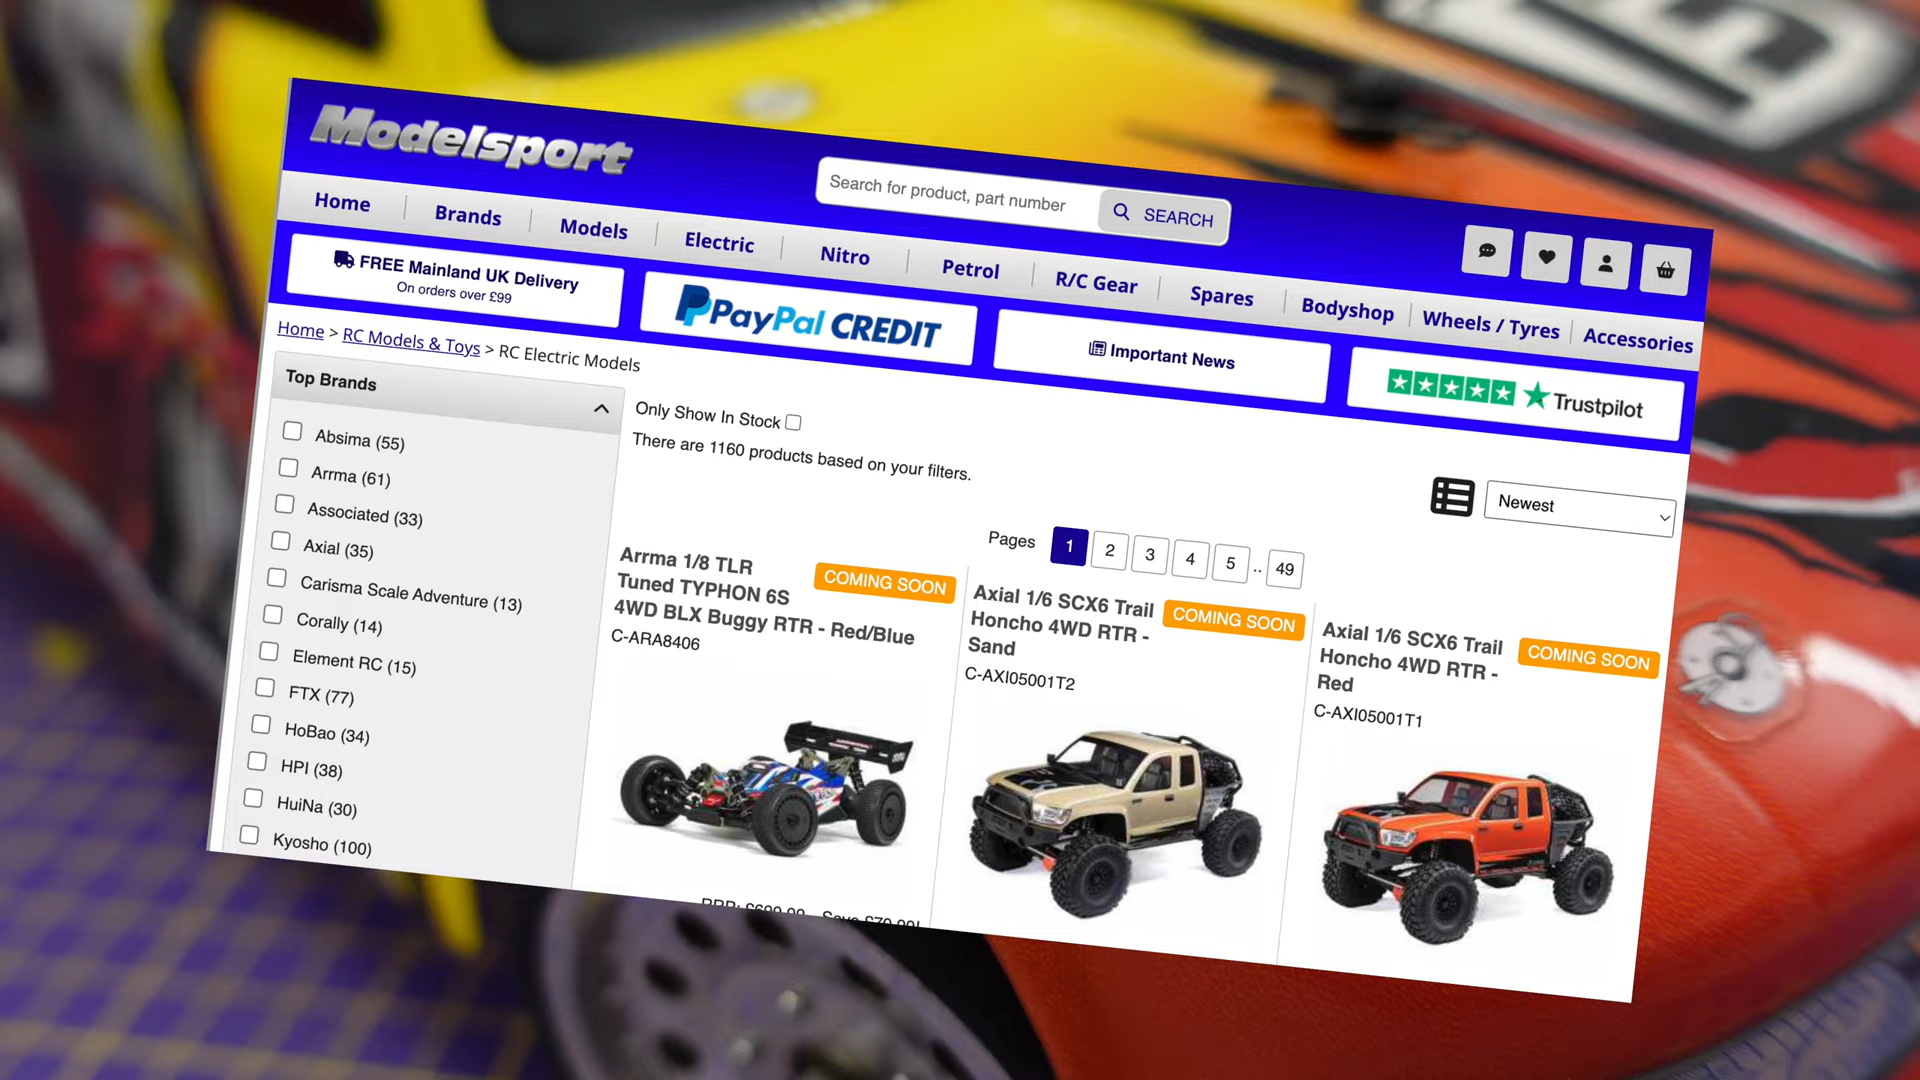 Modelsport
Search for product, part number
SEARCH
Home
Brands
Models
Electric
Nitro
Petrol
R/C Gear
Spares
Bodyshop
Wheels / Tyres
Accessories
FREE Mainland UK Delivery
On orders over £99
PayPal CREDIT
Important News
Trustpilot
Home > RC Models & Toys > RC Electric Models
Top Brands
Absima (55)
Arrma (61)
Associated (33)
Axial (35)
Carisma Scale Adventure (13)
Corally (14)
Element RC (15)
FTX (77)
HoBao (34)
HPI (38)
HuiNa (30)
Kyosho (100)
Only Show In Stock
There are 1160 products based on your filters.
Newest
Pages 1 2 3 4 5 .. 49
Arrma 1/8 TLR
Tuned TYPHON 6S
4WD BLX Buggy RTR - Red/Blue
COMING SOON
C-ARA8406
Axial 1/6 SCX6 Trail
Honcho 4WD RTR -
Sand
COMING SOON
C-AXI05001T2
Axial 1/6 SCX6 Trail
Honcho 4WD RTR -
Red
COMING SOON
C-AXI05001T1